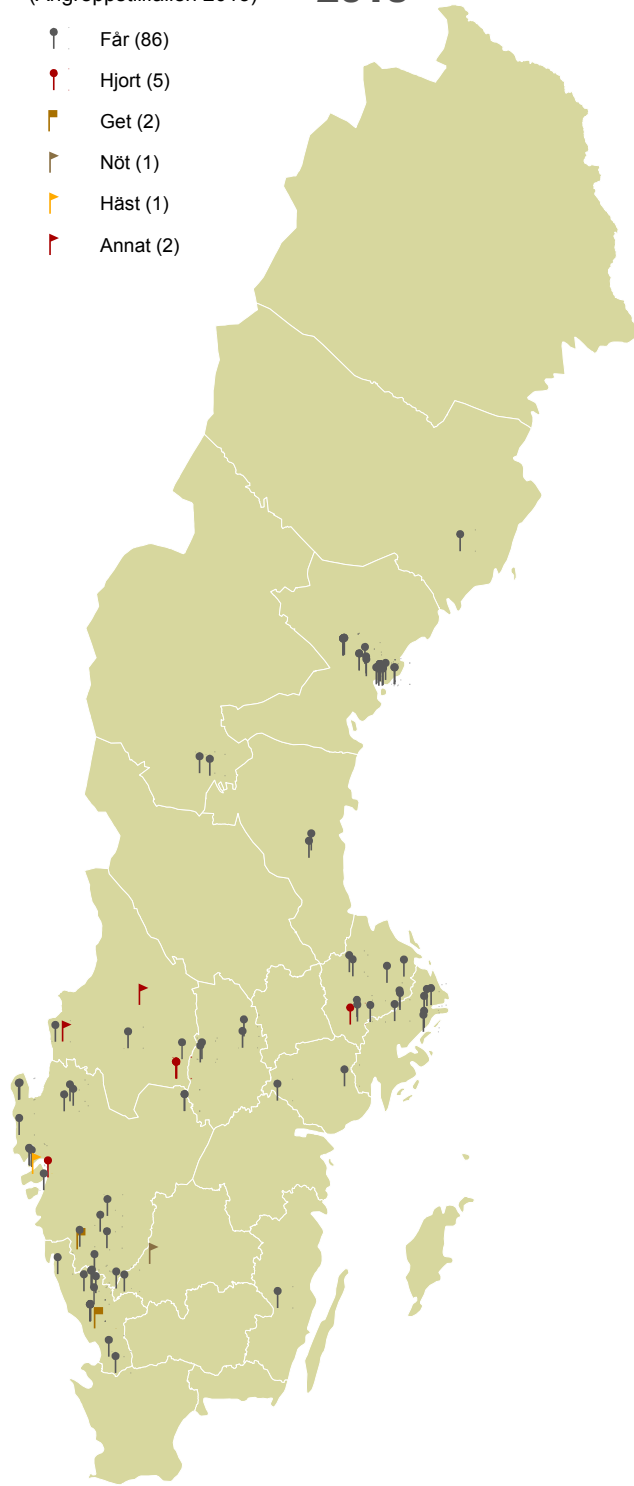 Får (86)
Hjort (5)
Get (2)
Nöt (1)
Häst (1)
Annat (2)